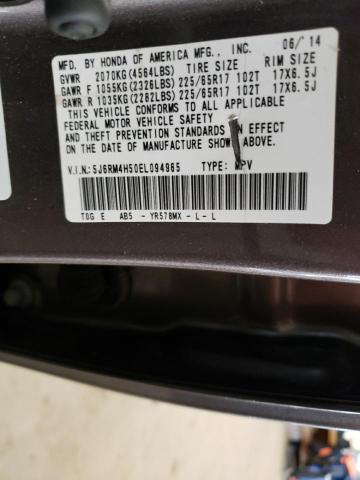 MFD. BY HONDA OF AMERICA MFG., INC. 06/14
GVWR 2070KG(4564LBS) TIRE SIZE RIM SIZE
GAWR F 1055KG(2326LBS) 225/65R17 102T 17X6.5J
GAWR R 1035KG(2282LBS) 225/65R17 102T 17X6.5J
THIS VEHICLE CONFORMS TO ALL APPLICABLE
FEDERAL MOTOR VEHICLE SAFETY
AND THEFT PREVENTION STANDARDS IN EFFECT
ON THE DATE OF MANUFACTURE SHOWN ABOVE.
V.I.N.: 5J6RM4H50EL094965 TYPE: MPV
T0G E AB5 - YR578MX - L - L